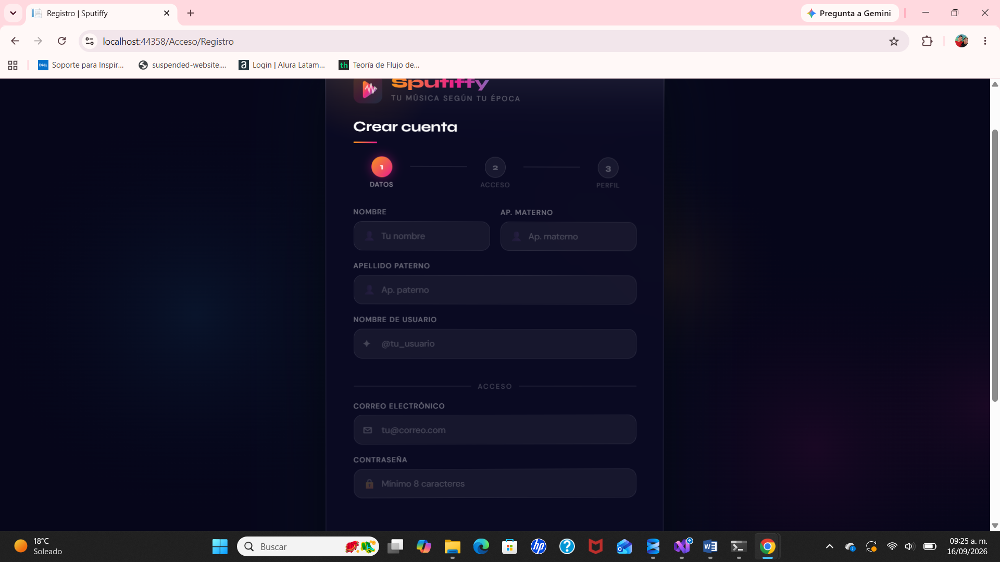 Registro | Sputiffy
Pregunta a Gemini
localhost:44358/Acceso/Registro
Soporte para Inspir...
suspended-website....
Login | Alura Latam...
Teoría de Flujo de...
Sputiffy
TU MÚSICA SEGÚN TU ÉPOCA
Crear cuenta
1
2
3
DATOS
ACCESO
PERFIL
NOMBRE
AP. MATERNO
Tu nombre
Ap. materno
APELLIDO PATERNO
Ap. paterno
NOMBRE DE USUARIO
@tu_usuario
ACCESO
CORREO ELECTRÓNICO
tu@correo.com
CONTRASEÑA
Mínimo 8 caracteres
18°C
Soleado
Buscar
09:25 a. m.
16/09/2026